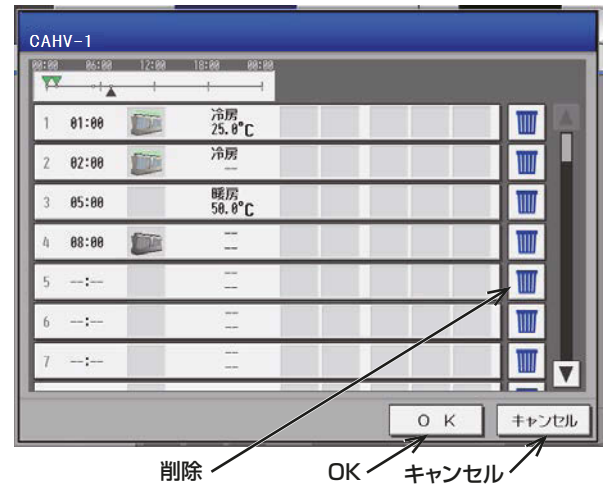 CAHV-1
00:00 06:00 12:00 18:00 00:00
1 01:00 冷房
25.0°C
2 02:00 冷房
--
3 05:00 暖房
50.0°C
4 08:00 --
--
5 --:-- --
--
6 --:-- --
--
7 --:-- --
--
O K キャンセル
削除 OK キャンセル